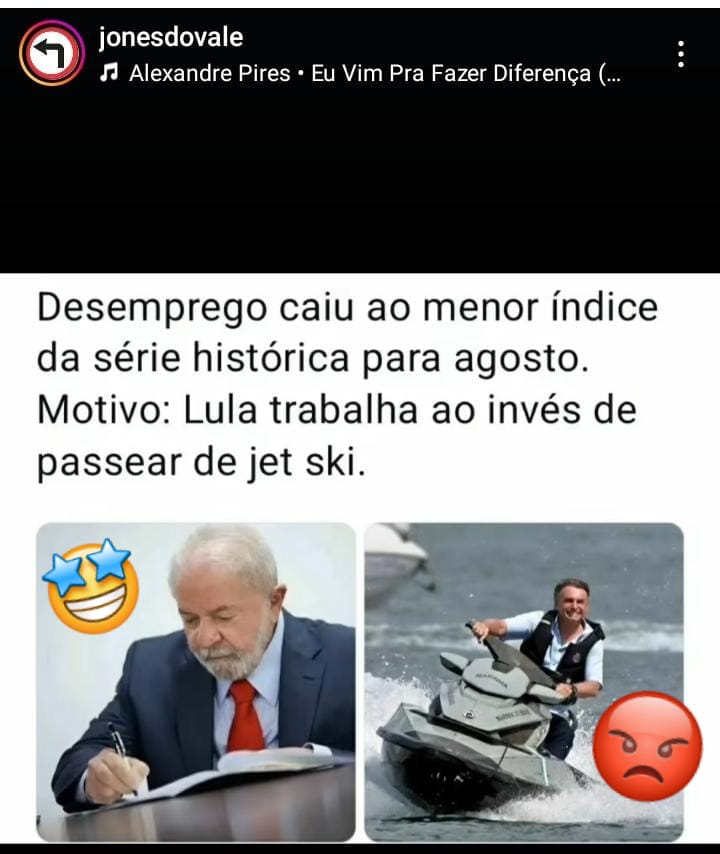 jonesdovale
Alexandre Pires • Eu Vim Pra Fazer Diferença (...
Desemprego caiu ao menor índice
da série histórica para agosto.
Motivo: Lula trabalha ao invés de
passear de jet ski.